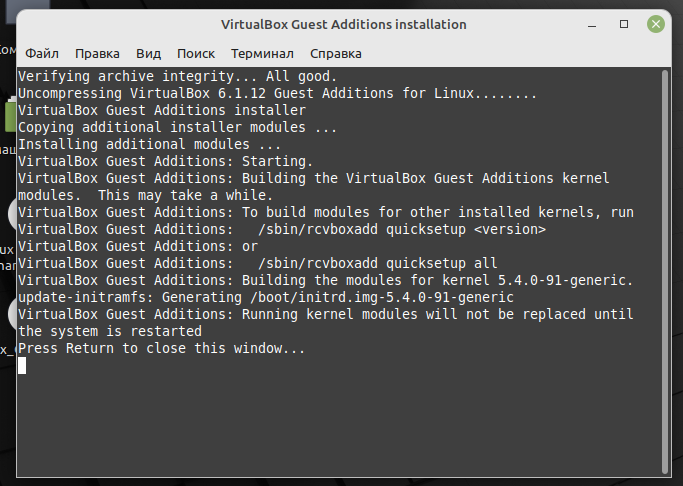 VirtualBox Guest Additions installation
Файл Правка Вид Поиск Терминал Справка
Verifying archive integrity... All good.
Uncompressing VirtualBox 6.1.12 Guest Additions for Linux........
VirtualBox Guest Additions installer
Copying additional installer modules ...
Installing additional modules ...
VirtualBox Guest Additions: Starting.
VirtualBox Guest Additions: Building the VirtualBox Guest Additions kernel
modules.  This may take a while.
VirtualBox Guest Additions: To build modules for other installed kernels, run
VirtualBox Guest Additions:   /sbin/rcvboxadd quicksetup <version>
VirtualBox Guest Additions: or
VirtualBox Guest Additions:   /sbin/rcvboxadd quicksetup all
VirtualBox Guest Additions: Building the modules for kernel 5.4.0-91-generic.
update-initramfs: Generating /boot/initrd.img-5.4.0-91-generic
VirtualBox Guest Additions: Running kernel modules will not be replaced until
the system is restarted
Press Return to close this window...